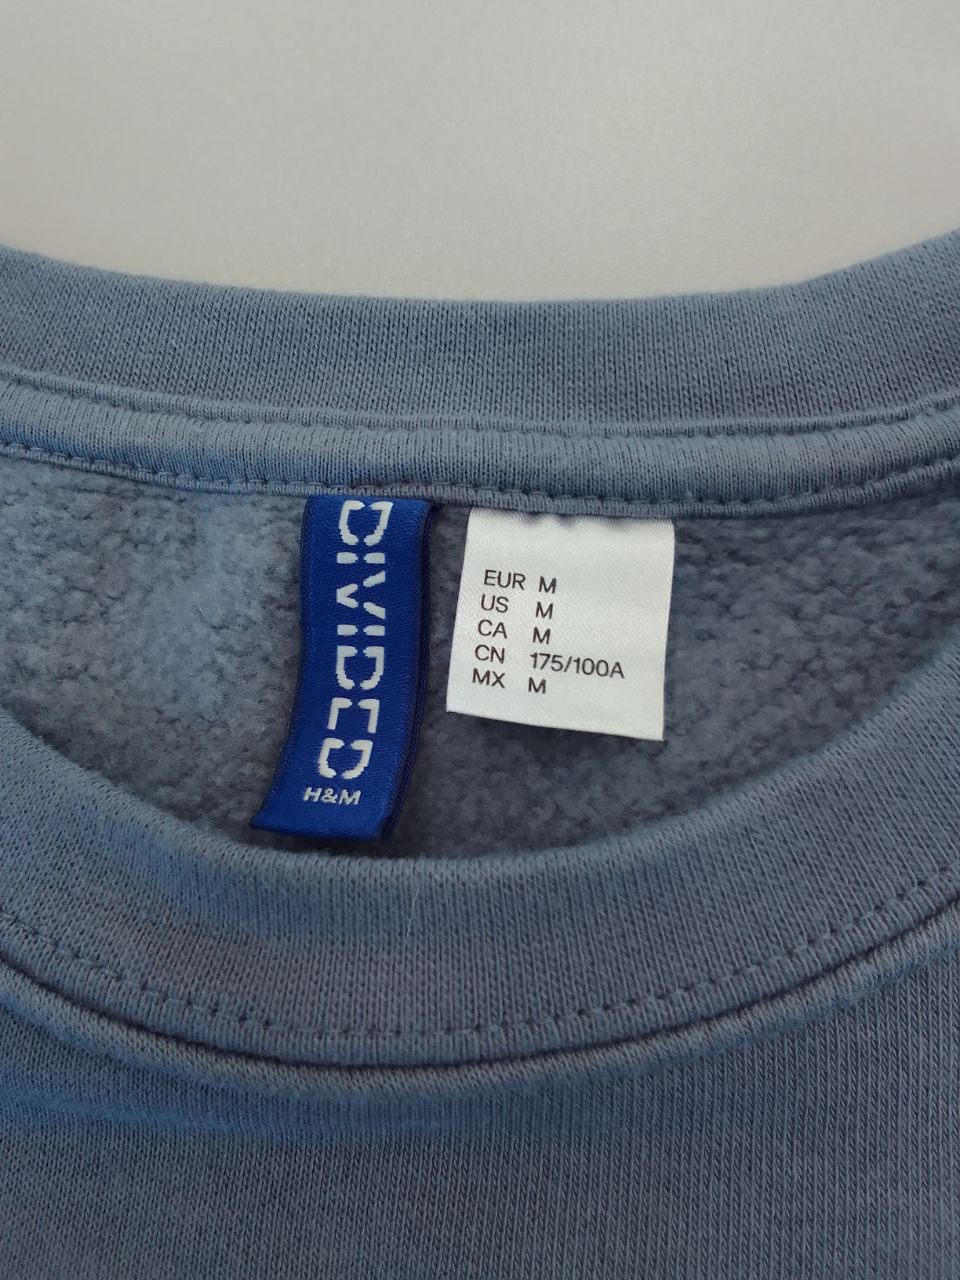 DIVIDED
H&M
EUR M
US M
CA M
CN 175/100A
MX M